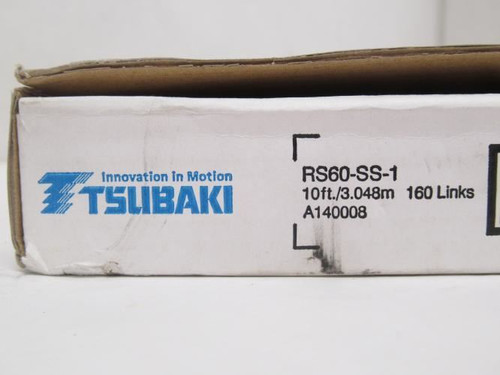 Innovation in Motion
TSUBAKI
RS60-SS-1
10ft./3.048m 160 Links
A140008